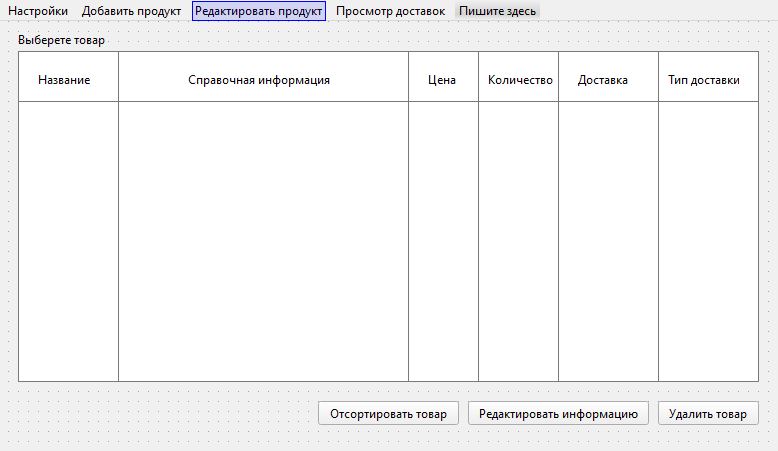 Настройки Добавить продукт Редактировать продукт Просмотр доставок Пишите здесь
Выберете товар
Название Справочная информация Цена Количество Доставка Тип доставки
Отсортировать товар Редактировать информацию Удалить товар